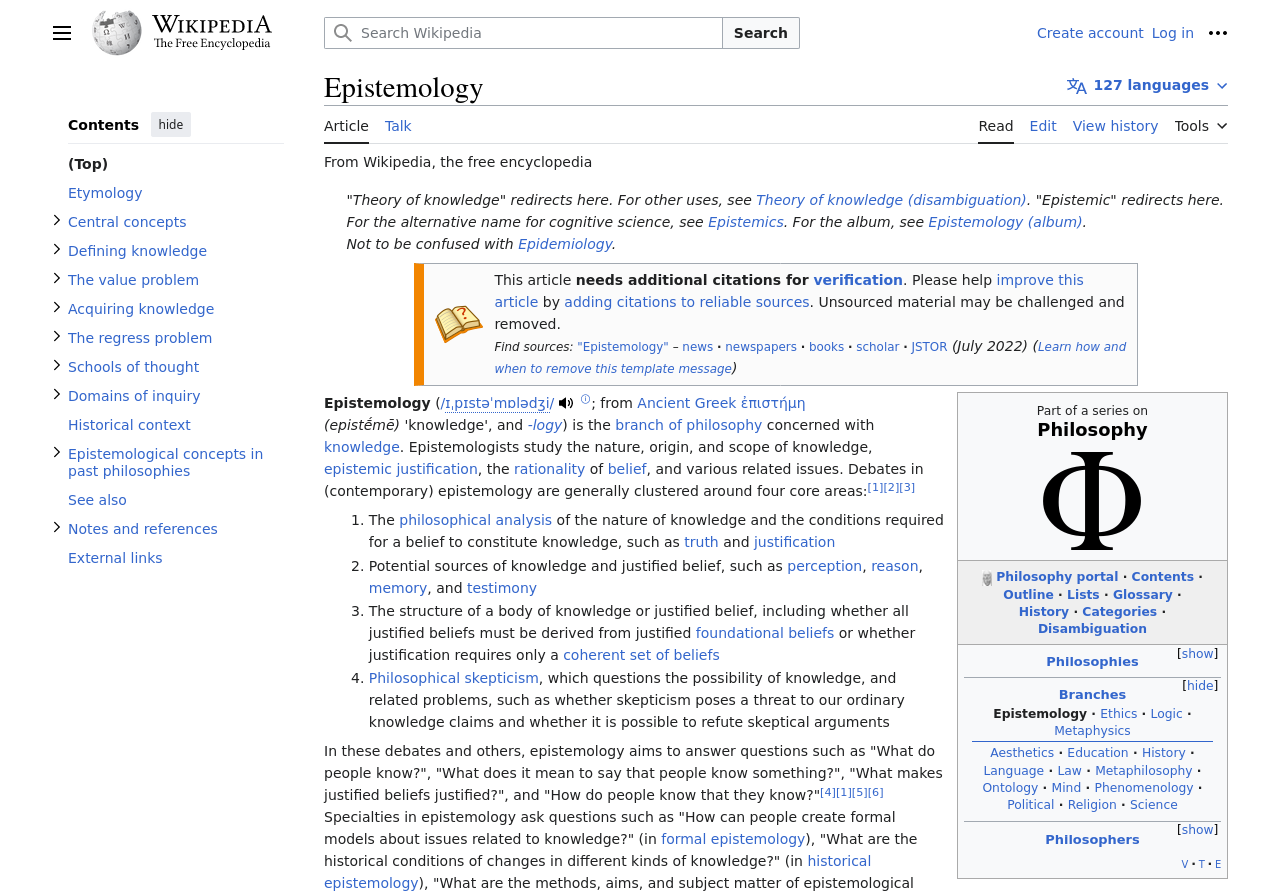 WIKIPEDIA
The Free Encyclopedia
Search Wikipedia
Search
Create account Log in
Contents hide
(Top)
Etymology
Central concepts
Defining knowledge
The value problem
Acquiring knowledge
The regress problem
Schools of thought
Domains of inquiry
Historical context
Epistemological concepts in
past philosophies
See also
Notes and references
External links
Epistemology
127 languages
Article Talk
Read Edit View history Tools
From Wikipedia, the free encyclopedia
"Theory of knowledge" redirects here. For other uses, see Theory of knowledge (disambiguation). "Epistemic" redirects here.
For the alternative name for cognitive science, see Epistemics. For the album, see Epistemology (album).
Not to be confused with Epidemiology.
This article needs additional citations for verification. Please help improve this
article by adding citations to reliable sources. Unsourced material may be challenged and
removed.
Find sources: "Epistemology" – news · newspapers · books · scholar · JSTOR (July 2022) (Learn how and
when to remove this template message)
Epistemology (/ɪˌpɪstəˈmɒlədʒi/ ⓘ; from Ancient Greek ἐπιστήμη
(epistḗmē) 'knowledge', and -logy) is the branch of philosophy concerned with
knowledge. Epistemologists study the nature, origin, and scope of knowledge,
epistemic justification, the rationality of belief, and various related issues. Debates in
(contemporary) epistemology are generally clustered around four core areas:[1][2][3]
1. The philosophical analysis of the nature of knowledge and the conditions required
for a belief to constitute knowledge, such as truth and justification
2. Potential sources of knowledge and justified belief, such as perception, reason,
memory, and testimony
3. The structure of a body of knowledge or justified belief, including whether all
justified beliefs must be derived from justified foundational beliefs or whether
justification requires only a coherent set of beliefs
4. Philosophical skepticism, which questions the possibility of knowledge, and
related problems, such as whether skepticism poses a threat to our ordinary
knowledge claims and whether it is possible to refute skeptical arguments
In these debates and others, epistemology aims to answer questions such as "What do
people know?", "What does it mean to say that people know something?", "What makes
justified beliefs justified?", and "How do people know that they know?"[4][1][5][6]
Specialties in epistemology ask questions such as "How can people create formal
models about issues related to knowledge?" (in formal epistemology), "What are the
historical conditions of changes in different kinds of knowledge?" (in historical
epistemology), "What are the methods, aims, and subject matter of epistemological
Part of a series on
Philosophy
Φ
Philosophy portal · Contents ·
Outline · Lists · Glossary ·
History · Categories ·
Disambiguation
Philosophies [show]
Branches [hide]
Epistemology · Ethics · Logic ·
Metaphysics
Aesthetics · Education · History ·
Language · Law · Metaphilosophy ·
Ontology · Mind · Phenomenology ·
Political · Religion · Science
Philosophers [show]
V · T · E